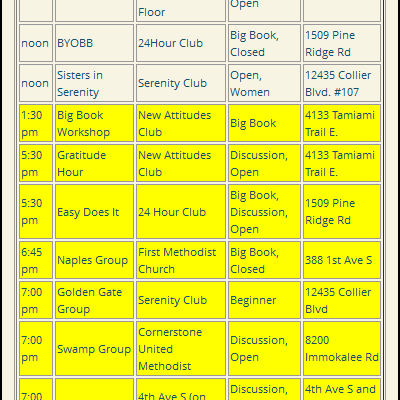 Floor
Open
noon BYOBB 24Hour Club Big Book, Closed 1509 Pine Ridge Rd
noon Sisters in Serenity Serenity Club Open, Women 12435 Collier Blvd. #107
1:30 pm Big Book Workshop New Attitudes Club Big Book 4133 Tamiami Trail E.
5:30 pm Gratitude Hour New Attitudes Club Discussion, Open 4133 Tamiami Trail E.
5:30 pm Easy Does It 24 Hour Club Big Book, Discussion, Open 1509 Pine Ridge Rd
6:45 pm Naples Group First Methodist Church Big Book, Closed 388 1st Ave S
7:00 pm Golden Gate Group Serenity Club Beginner 12435 Collier Blvd
7:00 pm Swamp Group Cornerstone United Methodist Discussion, Open 8200 Immokalee Rd
7:00 4th Ave S (on Discussion, 4th Ave S and